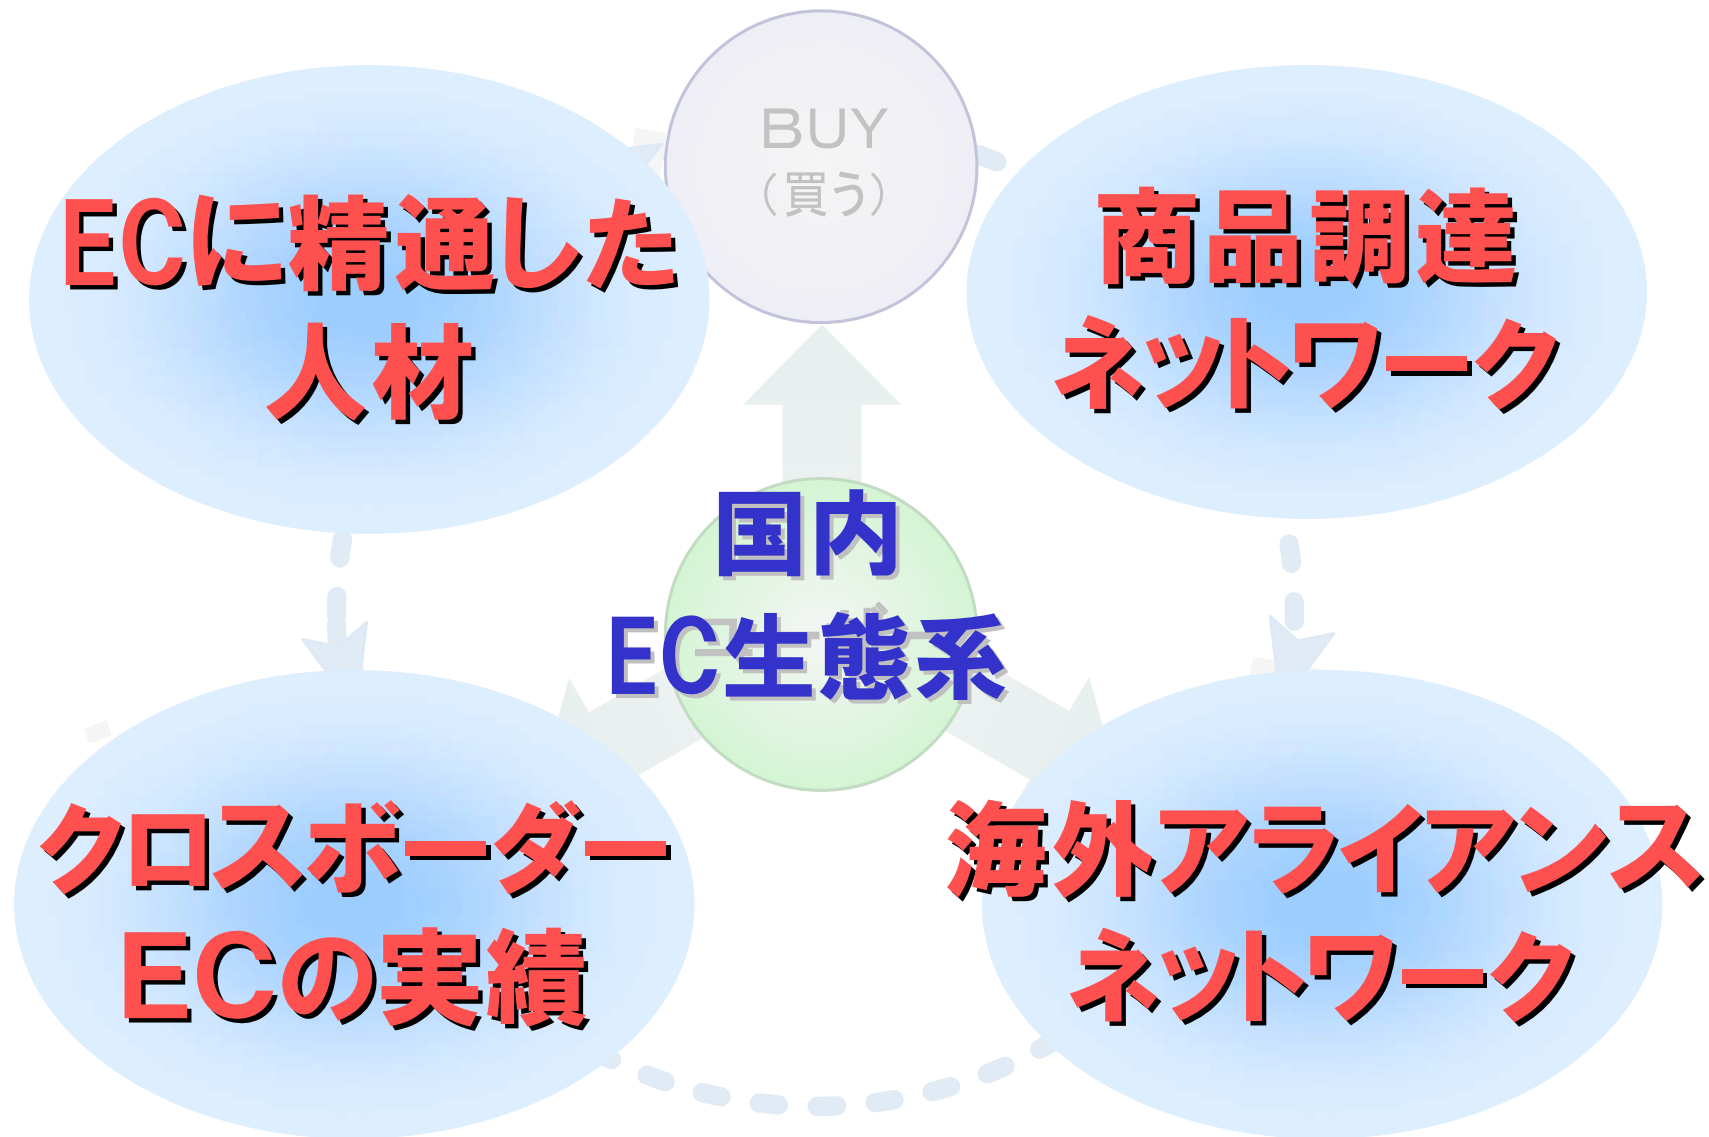 BUY
（買う）
ECに精通した
人材
商品調達
ネットワーク
国内
EC生態系
クロスボーダー
ECの実績
海外アライアンス
ネットワーク